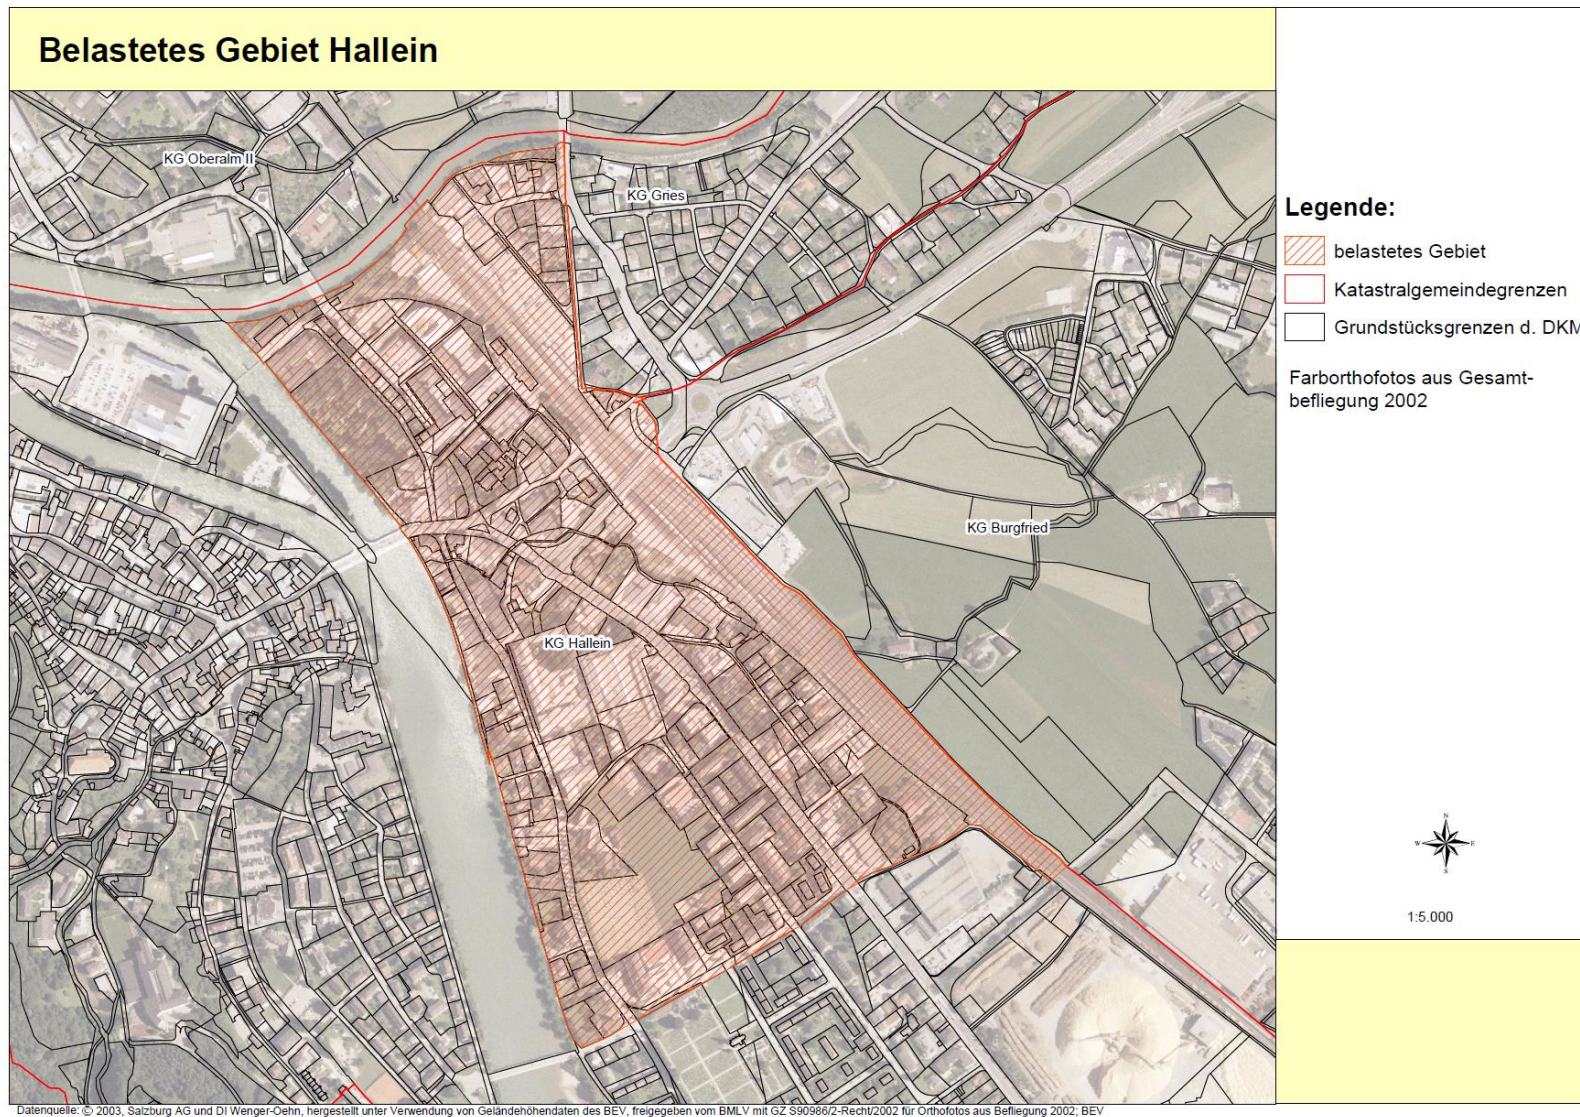 Belastetes Gebiet Hallein
KG Oberalm II
KG Gries
KG Burgfried
KG Hallein
Legende:
belastetes Gebiet
Katastralgemeindegrenzen
Grundstücksgrenzen d. DKM
Farborthofotos aus Gesamt-
befliegung 2002
N
W E
S
1:5.000
Datenquelle: © 2003, Salzburg AG und DI Wenger-Oehn, hergestellt unter Verwendung von Geländehöhendaten des BEV, freigegeben vom BMLV mit GZ S90986/2-Recht/2002 für Orthofotos aus Befliegung 2002; BEV